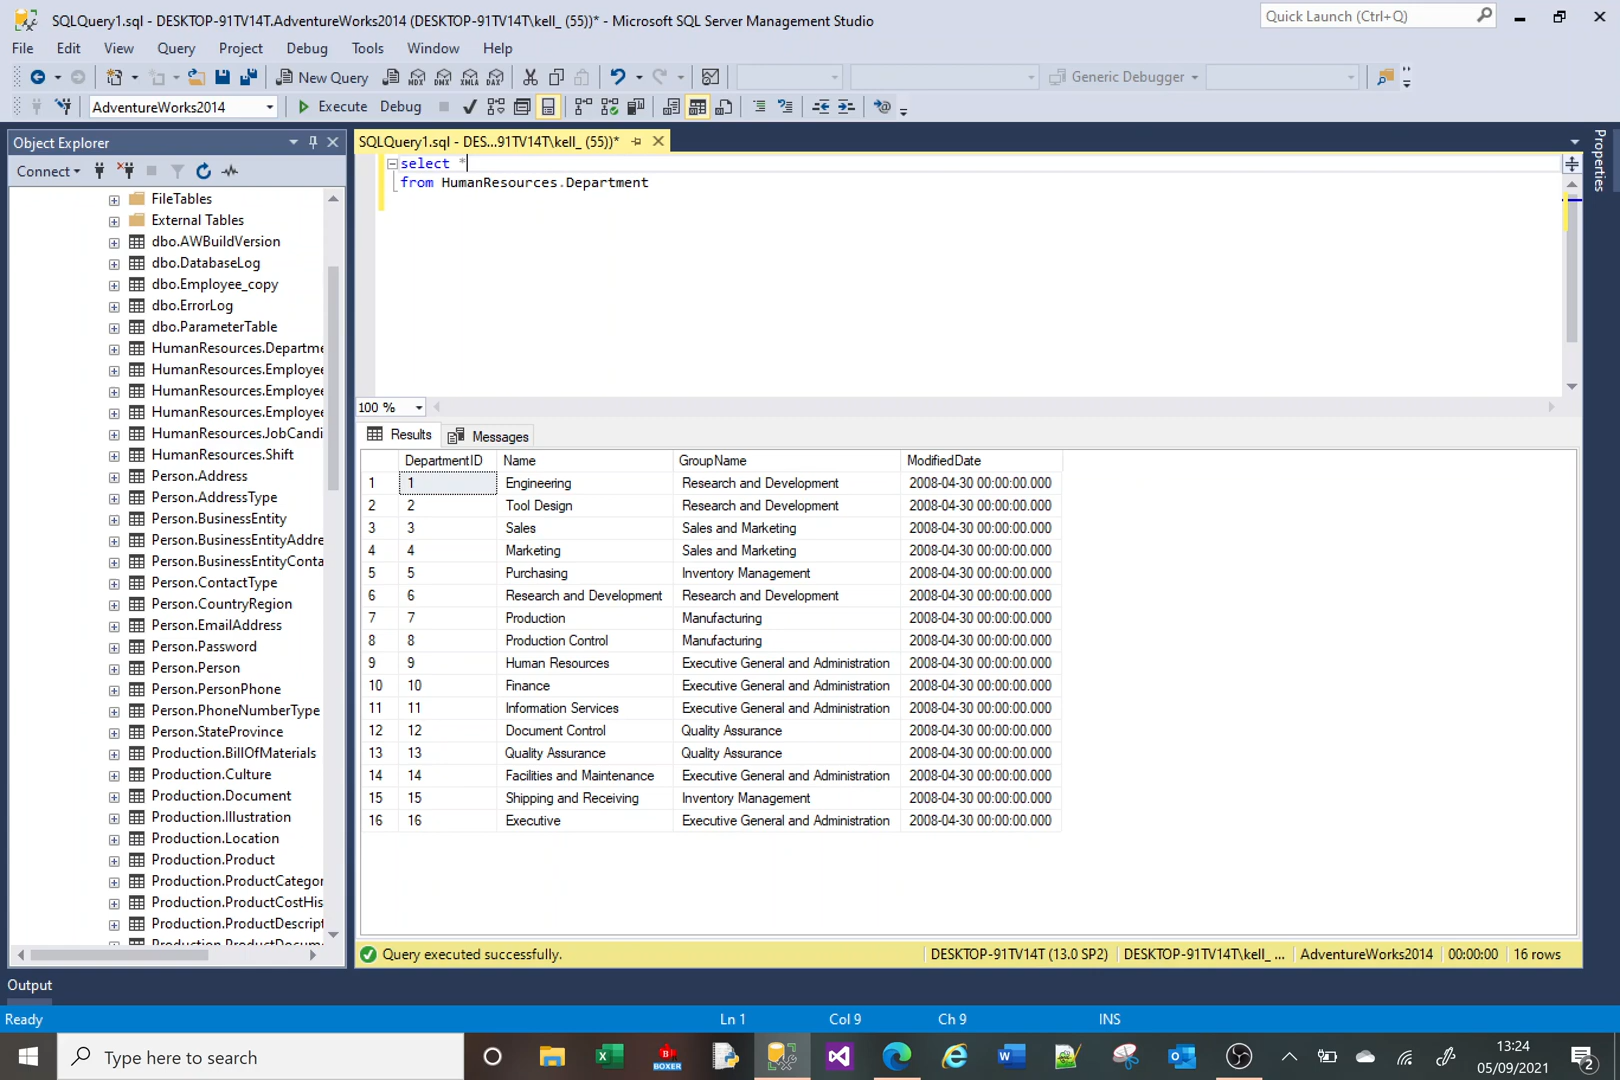 SQLQuery1.sql - DESKTOP-91TV14T.AdventureWorks2014 (DESKTOP-91TV14T\kell_ (55))* - Microsoft SQL Server Management Studio
Quick Launch (Ctrl+Q)
File Edit View Query Project Debug Tools Window Help
New Query MDX DMX XMLA DAX Generic Debugger
AdventureWorks2014 Execute Debug
Object Explorer
SQLQuery1.sql - DES...91TV14T\kell_ (55))*
Properties
Connect
select *
from HumanResources.Department
FileTables
External Tables
dbo.AWBuildVersion
dbo.DatabaseLog
dbo.Employee_copy
dbo.ErrorLog
dbo.ParameterTable
HumanResources.Departme
HumanResources.Employee
HumanResources.Employee
HumanResources.Employee
HumanResources.JobCandi
HumanResources.Shift
Person.Address
Person.AddressType
Person.BusinessEntity
Person.BusinessEntityAddre
Person.BusinessEntityConta
Person.ContactType
Person.CountryRegion
Person.EmailAddress
Person.Password
Person.Person
Person.PersonPhone
Person.PhoneNumberType
Person.StateProvince
Production.BillOfMaterials
Production.Culture
Production.Document
Production.Illustration
Production.Location
Production.Product
Production.ProductCategor
Production.ProductCostHis
Production.ProductDescript
Production.ProductDocum
100 %
Results Messages
DepartmentID Name GroupName ModifiedDate
1 1 Engineering Research and Development 2008-04-30 00:00:00.000
2 2 Tool Design Research and Development 2008-04-30 00:00:00.000
3 3 Sales Sales and Marketing 2008-04-30 00:00:00.000
4 4 Marketing Sales and Marketing 2008-04-30 00:00:00.000
5 5 Purchasing Inventory Management 2008-04-30 00:00:00.000
6 6 Research and Development Research and Development 2008-04-30 00:00:00.000
7 7 Production Manufacturing 2008-04-30 00:00:00.000
8 8 Production Control Manufacturing 2008-04-30 00:00:00.000
9 9 Human Resources Executive General and Administration 2008-04-30 00:00:00.000
10 10 Finance Executive General and Administration 2008-04-30 00:00:00.000
11 11 Information Services Executive General and Administration 2008-04-30 00:00:00.000
12 12 Document Control Quality Assurance 2008-04-30 00:00:00.000
13 13 Quality Assurance Quality Assurance 2008-04-30 00:00:00.000
14 14 Facilities and Maintenance Executive General and Administration 2008-04-30 00:00:00.000
15 15 Shipping and Receiving Inventory Management 2008-04-30 00:00:00.000
16 16 Executive Executive General and Administration 2008-04-30 00:00:00.000
Query executed successfully. DESKTOP-91TV14T (13.0 SP2) DESKTOP-91TV14T\kell_ ... AdventureWorks2014 00:00:00 16 rows
Output
Ready Ln 1 Col 9 Ch 9 INS
Type here to search
B
BOXER
13:24
05/09/2021
2